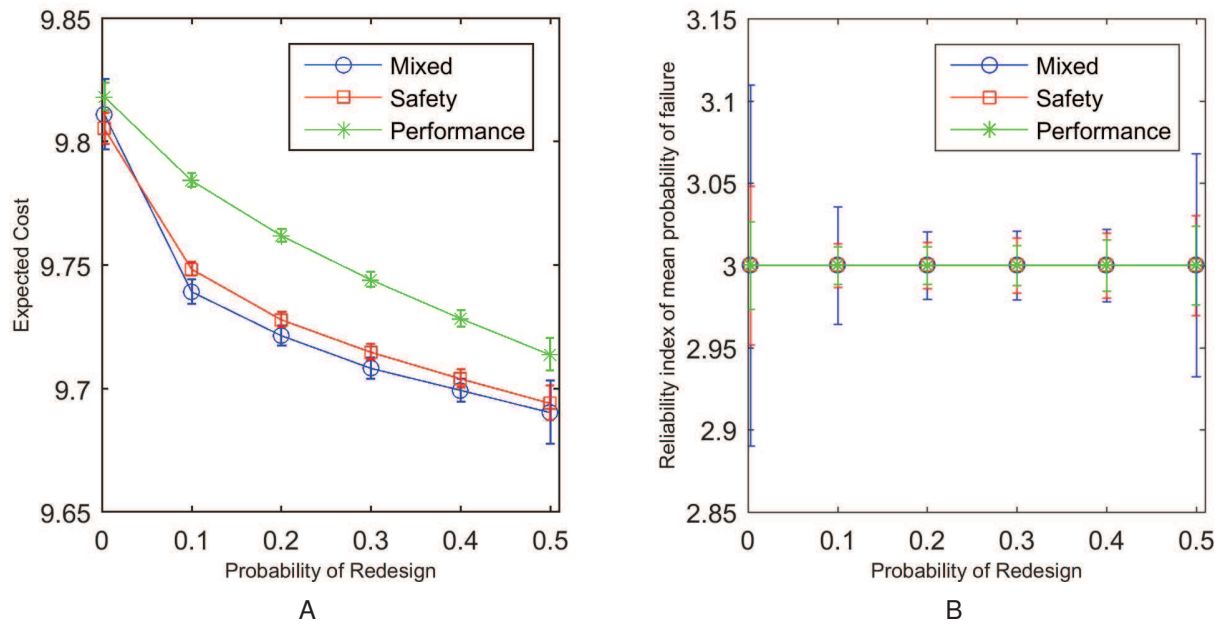 9.85
9.8
9.75
9.7
9.65
Expected Cost
Mixed
Safety
Performance
0 0.1 0.2 0.3 0.4 0.5
Probability of Redesign
A
3.15
3.1
3.05
3
2.95
2.9
2.85
Reliability index of mean probability of failure
Mixed
Safety
Performance
0 0.1 0.2 0.3 0.4 0.5
Probability of Redesign
B